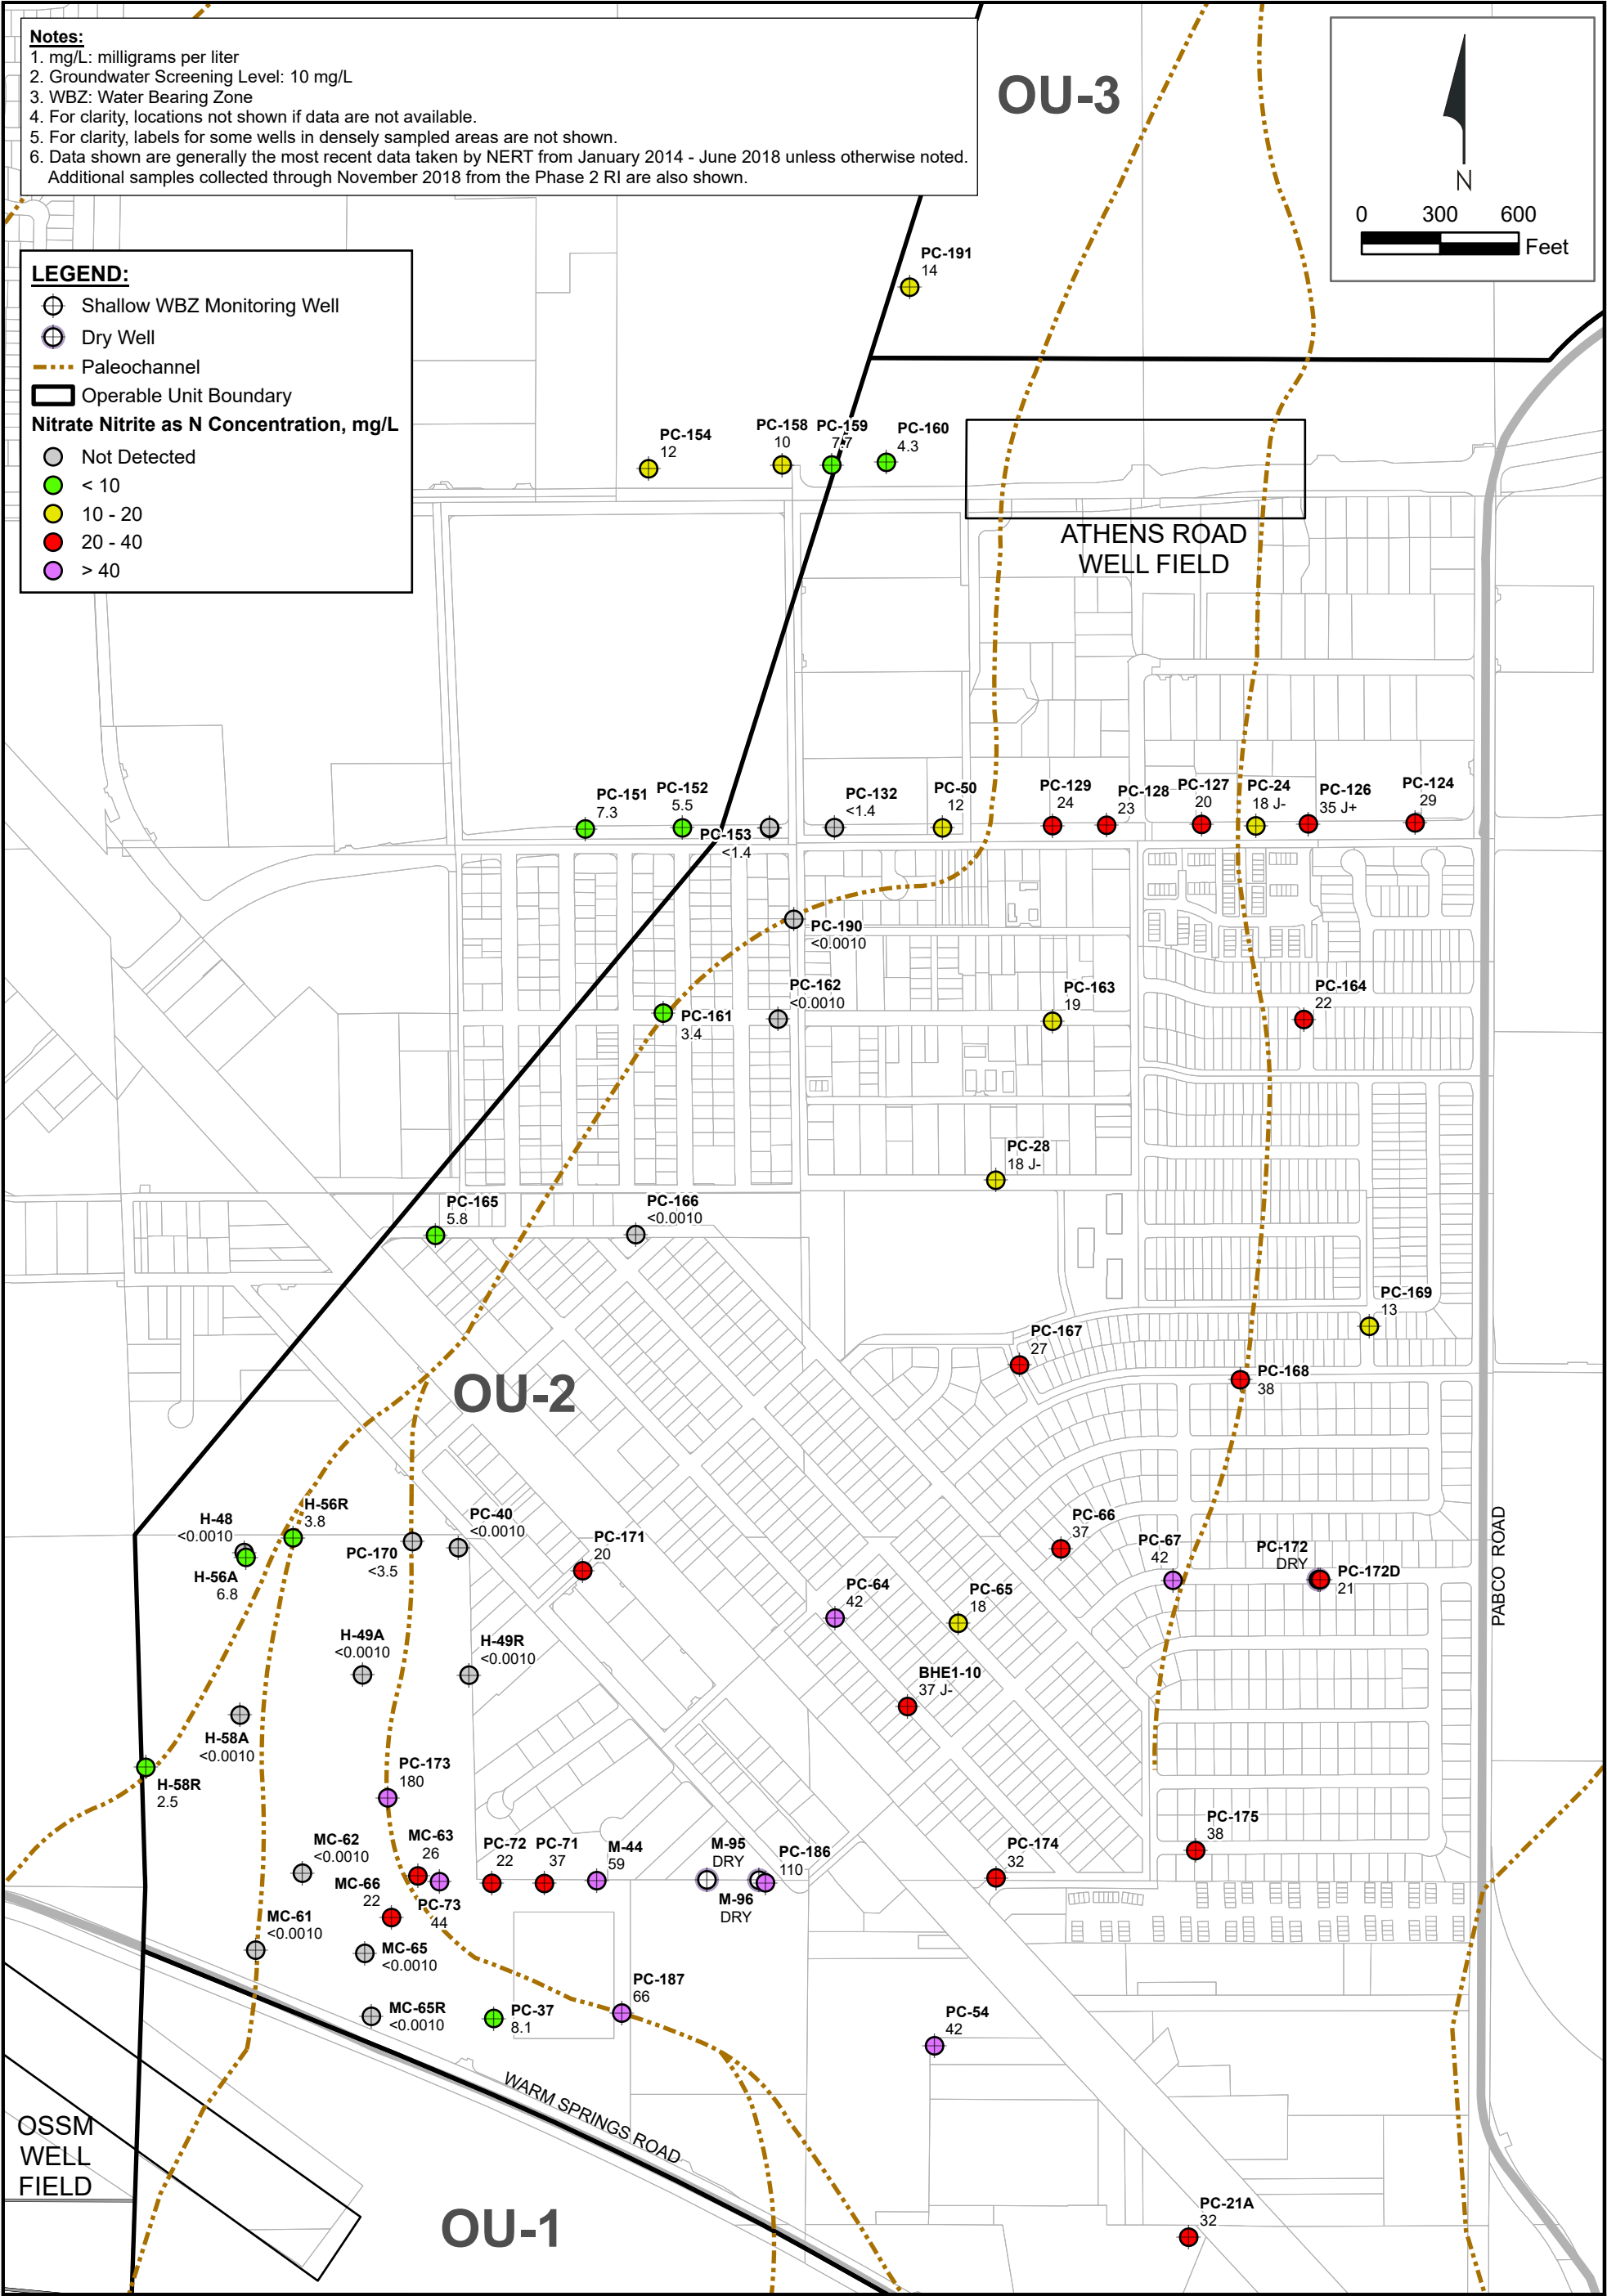 Notes:
1. mg/L: milligrams per liter
2. Groundwater Screening Level: 10 mg/L
3. WBZ: Water Bearing Zone
4. For clarity, locations not shown if data are not available.
5. For clarity, labels for some wells in densely sampled areas are not shown.
6. Data shown are generally the most recent data taken by NERT from January 2014 - June 2018 unless otherwise noted.
Additional samples collected through November 2018 from the Phase 2 RI are also shown.
OU-3
N
0 300 600
Feet
LEGEND:
Shallow WBZ Monitoring Well
Dry Well
Paleochannel
Operable Unit Boundary
Nitrate Nitrite as N Concentration, mg/L
Not Detected
< 10
10 - 20
20 - 40
> 40
PC-191
14
PC-154
12
PC-158
10
PC-159
7.7
PC-160
4.3
ATHENS ROAD
WELL FIELD
PC-151
7.3
PC-152
5.5
PC-153
<1.4
PC-132
<1.4
PC-50
12
PC-129
24
PC-128
23
PC-127
20
PC-24
18 J-
PC-126
35 J+
PC-124
29
PC-190
<0.0010
PC-162
<0.0010
PC-161
3.4
PC-163
19
PC-164
22
PC-28
18 J-
PC-165
5.8
PC-166
<0.0010
PC-169
13
PC-167
27
PC-168
38
OU-2
H-48
<0.0010
H-56R
3.8
H-56A
6.8
PC-170
<3.5
PC-40
<0.0010
PC-171
20
PC-66
37
PC-67
42
PC-172
DRY
PC-172D
21
PABCO ROAD
PC-64
42
PC-65
18
H-49A
<0.0010
H-49R
<0.0010
BHE1-10
37 J-
H-58A
<0.0010
H-58R
2.5
PC-173
180
PC-175
38
MC-62
<0.0010
MC-63
26
PC-72
22
PC-71
37
M-44
59
M-95
DRY
PC-186
110
M-96
DRY
PC-174
32
MC-66
22
PC-73
44
MC-61
<0.0010
MC-65
<0.0010
MC-65R
<0.0010
PC-37
8.1
PC-187
66
PC-54
42
WARM SPRINGS ROAD
OSSM
WELL
FIELD
OU-1
PC-21A
32